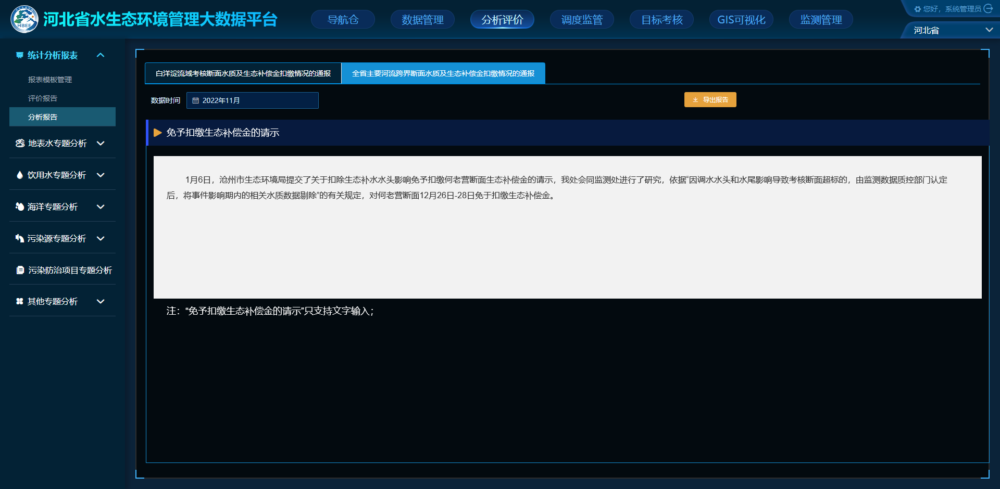 河北省水生态环境管理大数据平台
导航仓
数据管理
分析评价
调度监管
目标考核
GIS可视化
监测管理
您好，系统管理员
河北省
HBEE
统计分析报表
报表模板管理
评价报告
分析报告
地表水专题分析
饮用水专题分析
海洋专题分析
污染源专题分析
污染防治项目专题分析
其他专题分析
白洋淀流域考核断面水质及生态补偿金扣缴情况的通报
全省主要河流跨界断面水质及生态补偿金扣缴情况的通报
数据时间
2022年11月
导出报告
免予扣缴生态补偿金的请示
1月6日，沧州市生态环境局提交了关于扣除生态补水水头影响免予扣缴何老营断面生态补偿金的请示，我处会同监测处进行了研究，依据“因调水水头和水尾影响导致考核断面超标的，由监测数据质控部门认定
后，将事件影响期内的相关水质数据剔除”的有关规定，对何老营断面12月26日-28日免于扣缴生态补偿金。
注：“免予扣缴生态补偿金的请示”只支持文字输入；